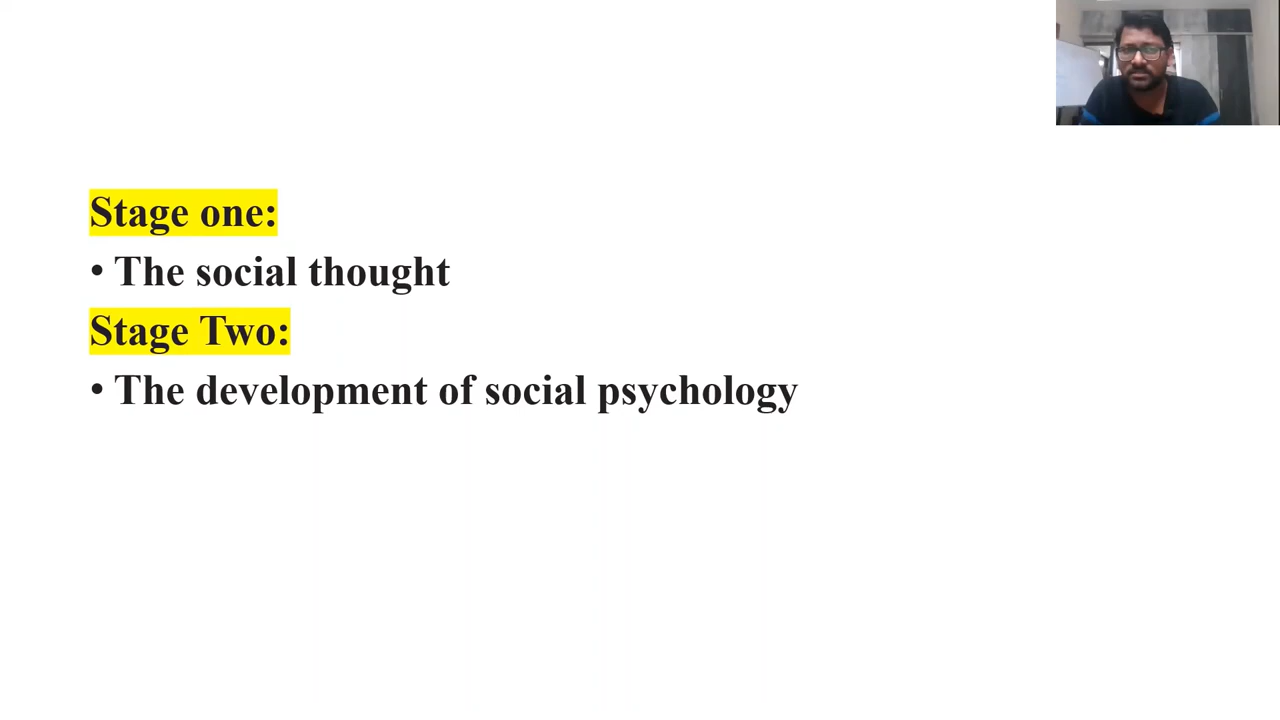 Stage one:
• The social thought
Stage Two:
• The development of social psychology